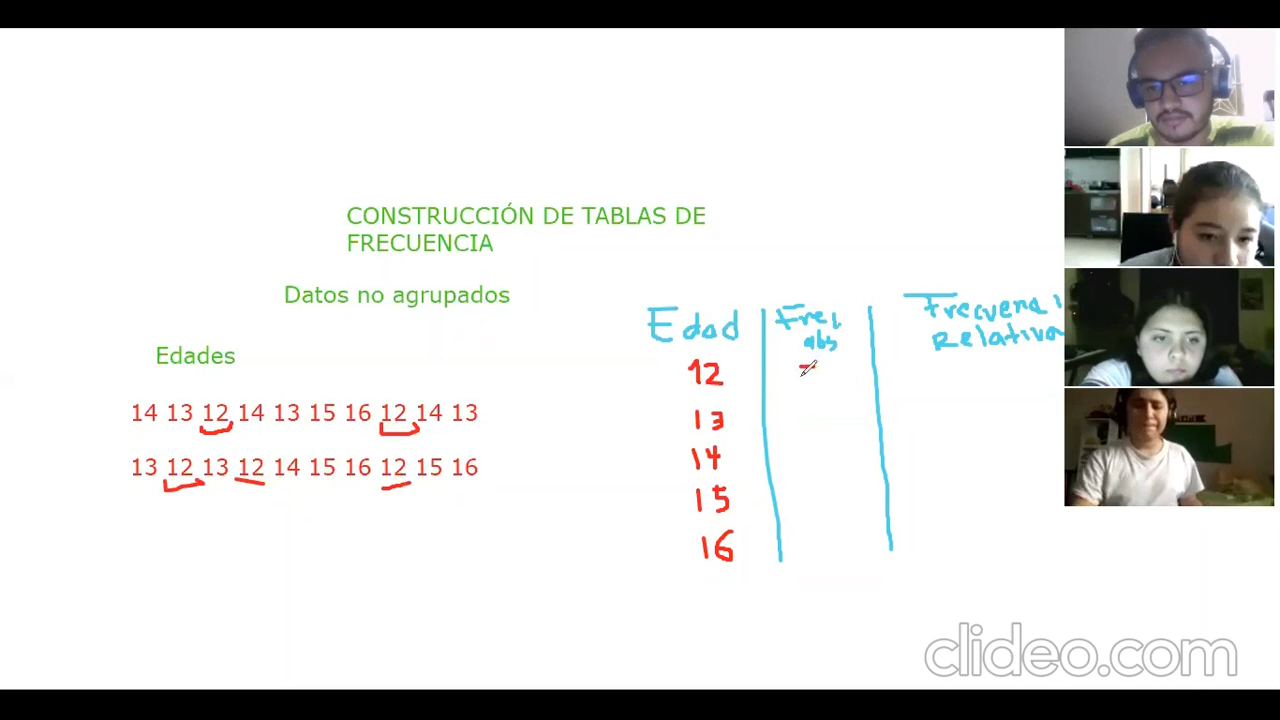 CONSTRUCCIÓN DE TABLAS DE
FRECUENCIA
Datos no agrupados
Edades
14 13 12 14 13 15 16 12 14 13
13 12 13 12 14 15 16 12 15 16
Edad
abs
Relativa
12
13
14
15
16
clideo.com